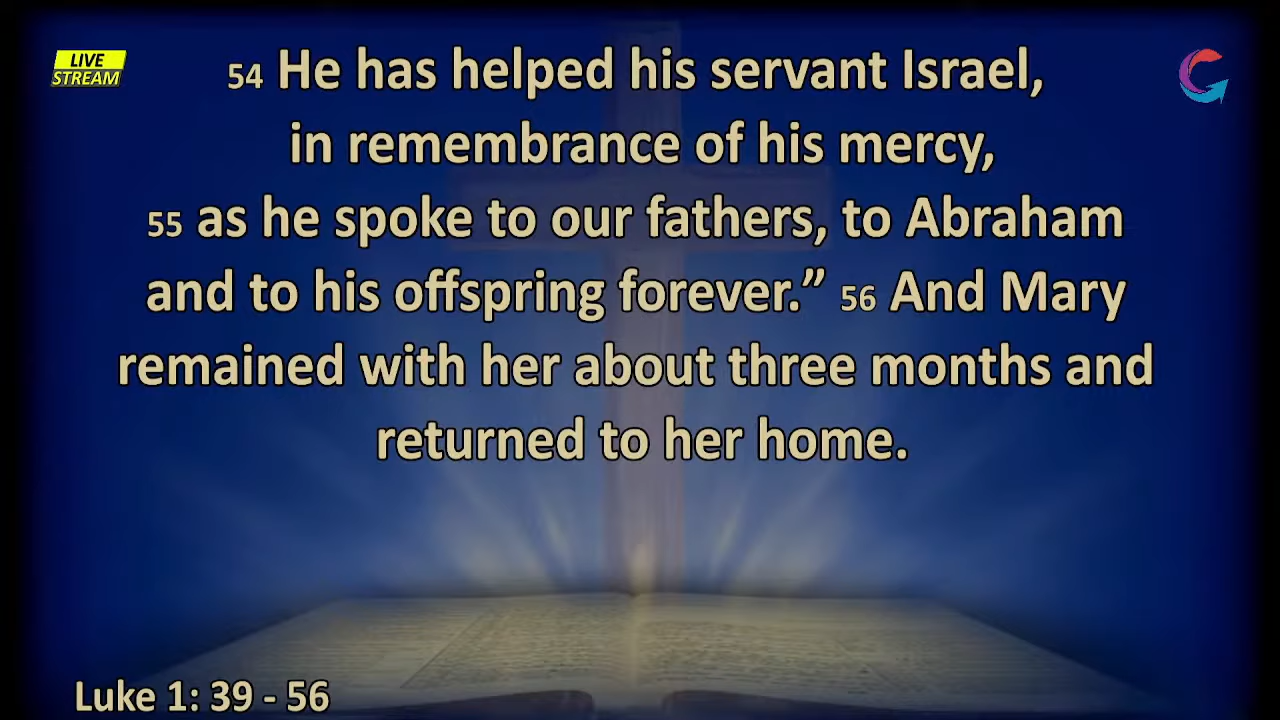 LIVE
STREAM
54 He has helped his servant Israel,
in remembrance of his mercy,
55 as he spoke to our fathers, to Abraham
and to his offspring forever.” 56 And Mary
remained with her about three months and
returned to her home.
Luke 1: 39 - 56